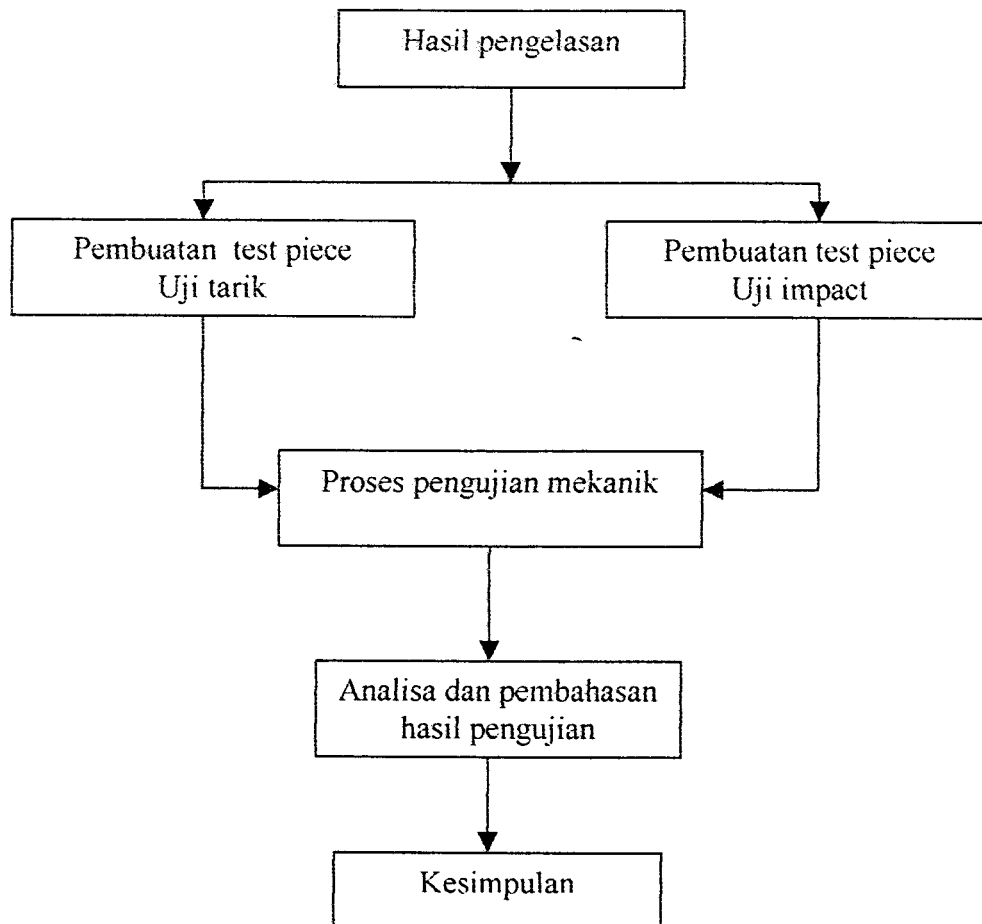 Hasil pengelasan
Pembuatan test piece
Uji tarik
Pembuatan test piece
Uji impact
Proses pengujian mekanik
Analisa dan pembahasan
hasil pengujian
Kesimpulan